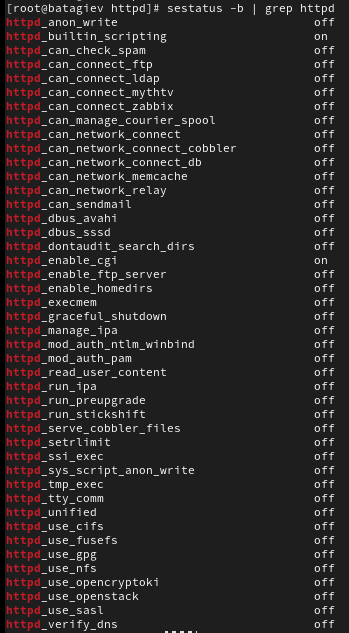 [root@batagiev httpd]# sestatus -b | grep httpd
httpd_anon_write off
httpd_builtin_scripting on
httpd_can_check_spam off
httpd_can_connect_ftp off
httpd_can_connect_ldap off
httpd_can_connect_mythtv off
httpd_can_connect_zabbix off
httpd_can_manage_courier_spool off
httpd_can_network_connect off
httpd_can_network_connect_cobbler off
httpd_can_network_connect_db off
httpd_can_network_memcache off
httpd_can_network_relay off
httpd_can_sendmail off
httpd_dbus_avahi off
httpd_dbus_sssd off
httpd_dontaudit_search_dirs off
httpd_enable_cgi on
httpd_enable_ftp_server off
httpd_enable_homedirs off
httpd_execmem off
httpd_graceful_shutdown off
httpd_manage_ipa off
httpd_mod_auth_ntlm_winbind off
httpd_mod_auth_pam off
httpd_read_user_content off
httpd_run_ipa off
httpd_run_preupgrade off
httpd_run_stickshift off
httpd_serve_cobbler_files off
httpd_setrlimit off
httpd_ssi_exec off
httpd_sys_script_anon_write off
httpd_tmp_exec off
httpd_tty_comm off
httpd_unified off
httpd_use_cifs off
httpd_use_fusefs off
httpd_use_gpg off
httpd_use_nfs off
httpd_use_opencryptoki off
httpd_use_openstack off
httpd_use_sasl off
httpd_verify_dns off